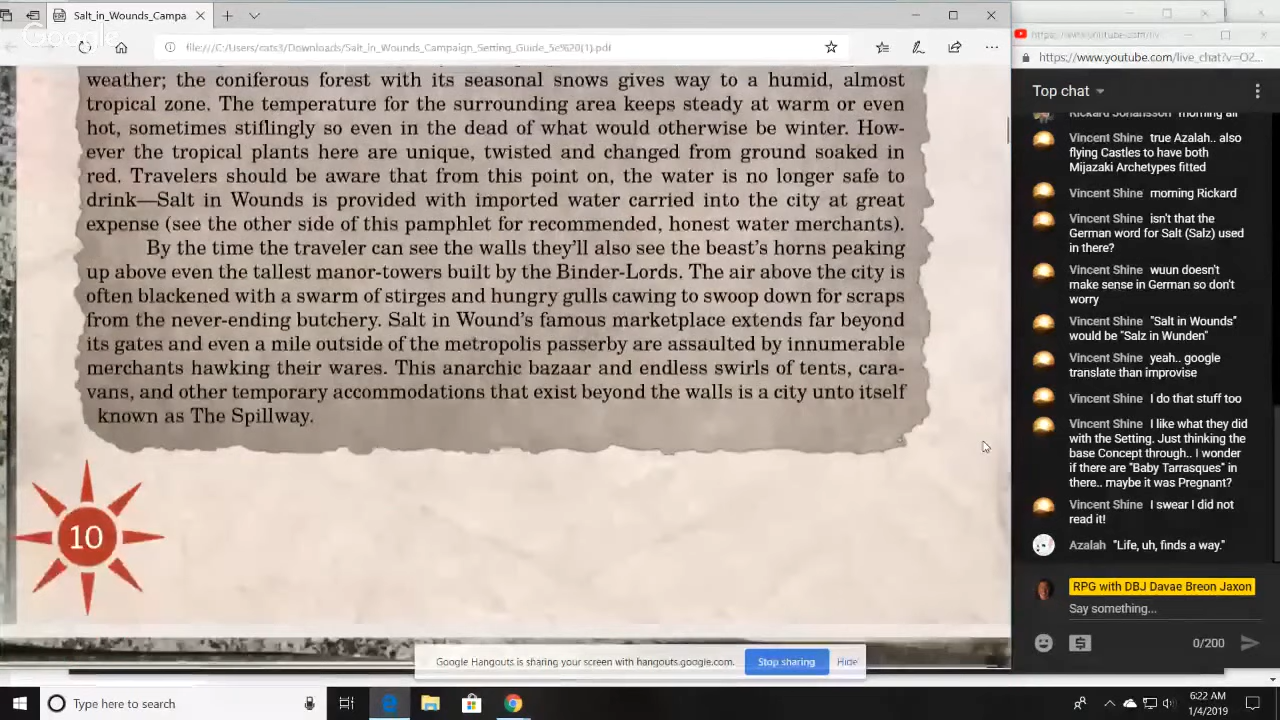 Salt_in_Wounds_Campa
Google
file:///C:/Users/cats3/Downloads/Salt_in_Wounds_Campaign_Setting_Guide_5e%20(1).pdf
weather; the coniferous forest with its seasonal snows gives way to a humid, almost
tropical zone. The temperature for the surrounding area keeps steady at warm or even
hot, sometimes stiflingly so even in the dead of what would otherwise be winter. How-
ever the tropical plants here are unique, twisted and changed from ground soaked in
red. Travelers should be aware that from this point on, the water is no longer safe to
drink—Salt in Wounds is provided with imported water carried into the city at great
expense (see the other side of this pamphlet for recommended, honest water merchants).
By the time the traveler can see the walls they'll also see the beast's horns peaking
up above even the tallest manor-towers built by the Binder-Lords. The air above the city is
often blackened with a swarm of stirges and hungry gulls cawing to swoop down for scraps
from the never-ending butchery. Salt in Wound's famous marketplace extends far beyond
its gates and even a mile outside of the metropolis passerby are assaulted by innumerable
merchants hawking their wares. This anarchic bazaar and endless swirls of tents, cara-
vans, and other temporary accommodations that exist beyond the walls is a city unto itself
known as The Spillway.
10
https://www.youtube.com/live_chat?v=O2...
Top chat
Rickard Johansson morning all
Vincent Shine true Azalah.. also
flying Castles to have both
Mijazaki Archetypes fitted
Vincent Shine morning Rickard
Vincent Shine isn't that the
German word for Salt (Salz) used
in there?
Vincent Shine wuun doesn't
make sense in German so don't
worry
Vincent Shine "Salt in Wounds"
would be "Salz in Wunden"
Vincent Shine yeah.. google
translate than improvise
Vincent Shine I do that stuff too
Vincent Shine I like what they did
with the Setting. Just thinking the
base Concept through.. I wonder
if there are "Baby Tarrasques" in
there.. maybe it was Pregnant?
Vincent Shine I swear I did not
read it!
Azalah "Life, uh, finds a way."
RPG with DBJ Davae Breon Jaxon
Say something...
0/200
Google Hangouts is sharing your screen with hangouts.google.com.
Stop sharing
Hide
Type here to search
6:22 AM
1/4/2019